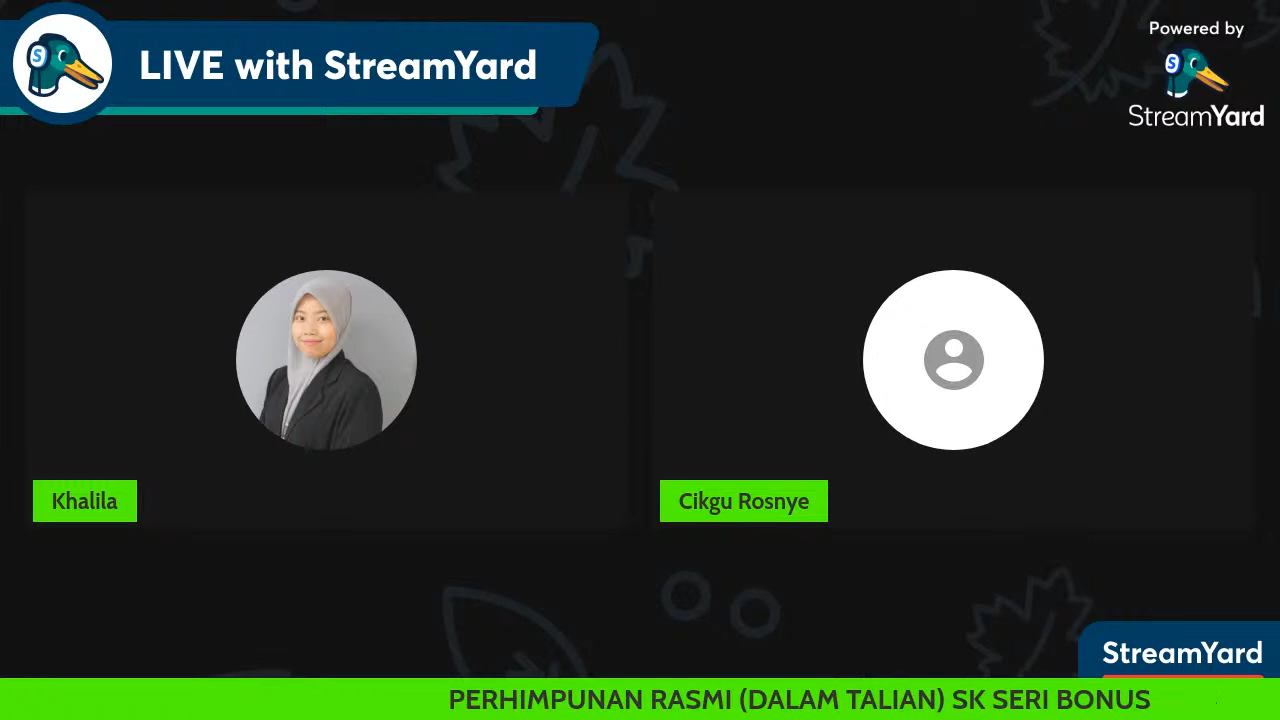 LIVE with StreamYard
Powered by
StreamYard
Khalila
Cikgu Rosnye
StreamYard
PERHIMPUNAN RASMI (DALAM TALIAN) SK SERI BONUS